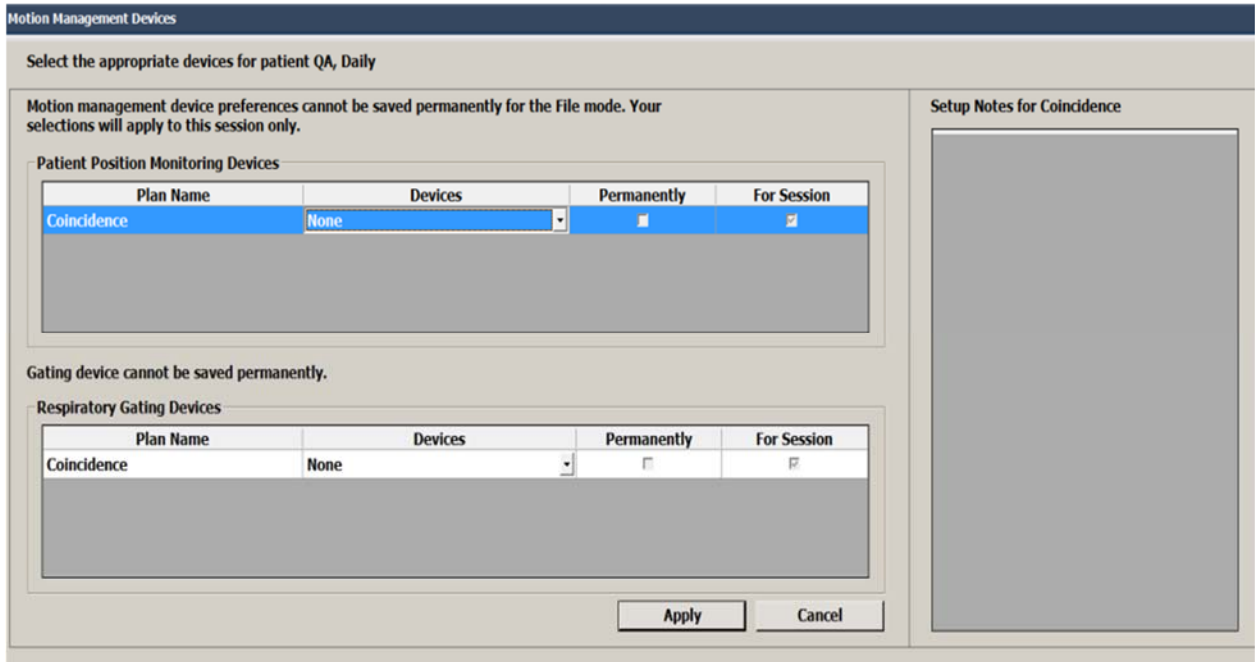 Motion Management Devices
Select the appropriate devices for patient QA, Daily
Motion management device preferences cannot be saved permanently for the File mode. Your
selections will apply to this session only.
Patient Position Monitoring Devices
Plan Name Devices Permanently For Session
Coincidence None
Gating device cannot be saved permanently.
Respiratory Gating Devices
Plan Name Devices Permanently For Session
Coincidence None
Apply Cancel
Setup Notes for Coincidence